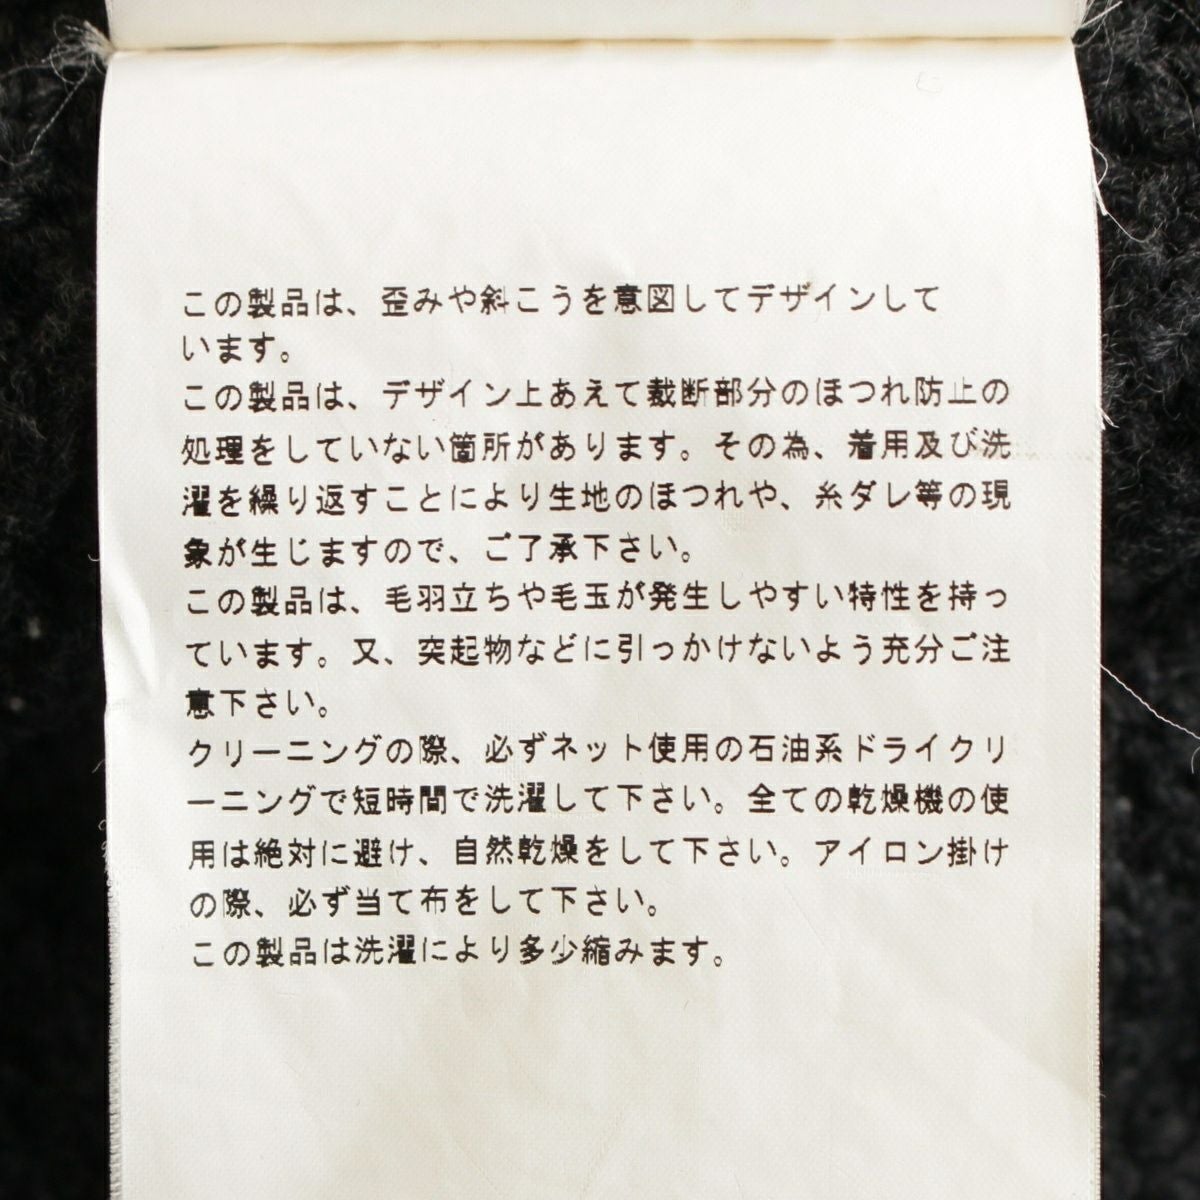 この製品は、歪みや斜こうを意図してデザインして
います。
この製品は、デザイン上あえて裁断部分のほつれ防止の
処理をしていない箇所があります。その為、着用及び洗
濯を繰り返すことにより生地のほつれや、糸ダレ等の現
象が生じますので、ご了承下さい。
この製品は、毛羽立ちや毛玉が発生しやすい特性を持っ
ています。又、突起物などに引っかけないよう充分ご注
意下さい。
クリーニングの際、必ずネット使用の石油系ドライクリ
ーニングで短時間で洗濯して下さい。全ての乾燥機の使
用は絶対に避け、自然乾燥をして下さい。アイロン掛け
の際、必ず当て布をして下さい。
この製品は洗濯により多少縮みます。